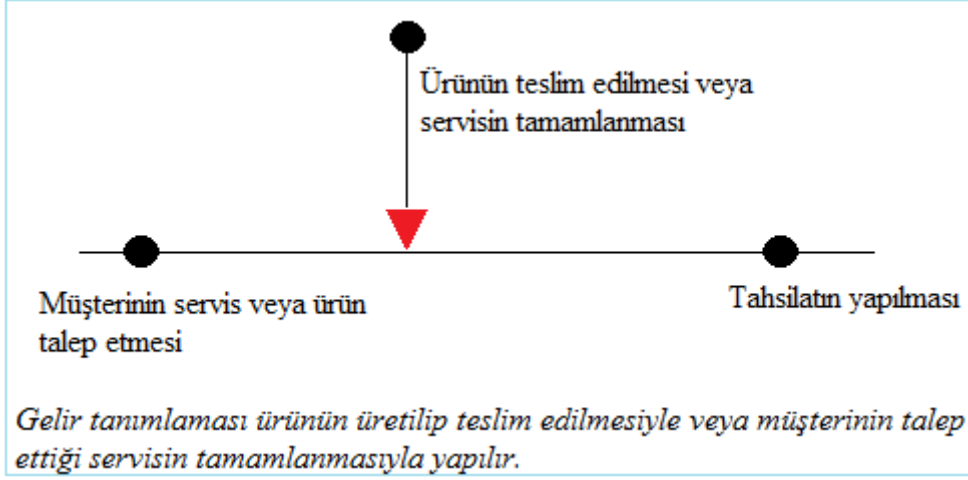 Ürünün teslim edilmesi veya
servisin tamamlanması
Müşterinin servis veya ürün
talep etmesi
Tahsilatın yapılması
Gelir tanımlaması ürünün üretilip teslim edilmesiyle veya müşterinin talep
ettiği servisin tamamlanmasıyla yapılır.